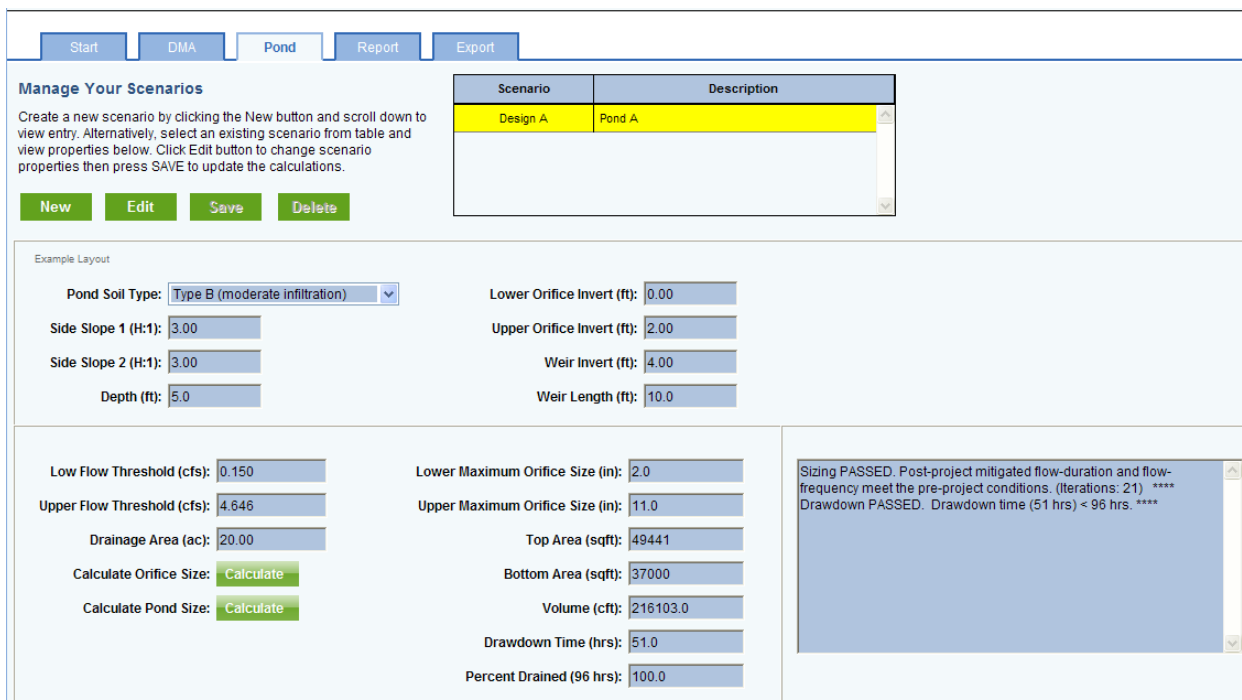 Start DMA Pond Report Export
Manage Your Scenarios
Create a new scenario by clicking the New button and scroll down to
view entry. Alternatively, select an existing scenario from table and
view properties below. Click Edit button to change scenario
properties then press SAVE to update the calculations.
New Edit Save Delete
Scenario Description
Design A Pond A
Example Layout
Pond Soil Type: Type B (moderate infiltration)
Side Slope 1 (H:1): 3.00
Side Slope 2 (H:1): 3.00
Depth (ft): 5.0
Lower Orifice Invert (ft): 0.00
Upper Orifice Invert (ft): 2.00
Weir Invert (ft): 4.00
Weir Length (ft): 10.0
Low Flow Threshold (cfs): 0.150
Upper Flow Threshold (cfs): 4.646
Drainage Area (ac): 20.00
Calculate Orifice Size: Calculate
Calculate Pond Size: Calculate
Lower Maximum Orifice Size (in): 2.0
Upper Maximum Orifice Size (in): 11.0
Top Area (sqft): 49441
Bottom Area (sqft): 37000
Volume (cft): 216103.0
Drawdown Time (hrs): 51.0
Percent Drained (96 hrs): 100.0
Sizing PASSED. Post-project mitigated flow-duration and flow-
frequency meet the pre-project conditions. (Iterations: 21) ****
Drawdown PASSED. Drawdown time (51 hrs) < 96 hrs. ****